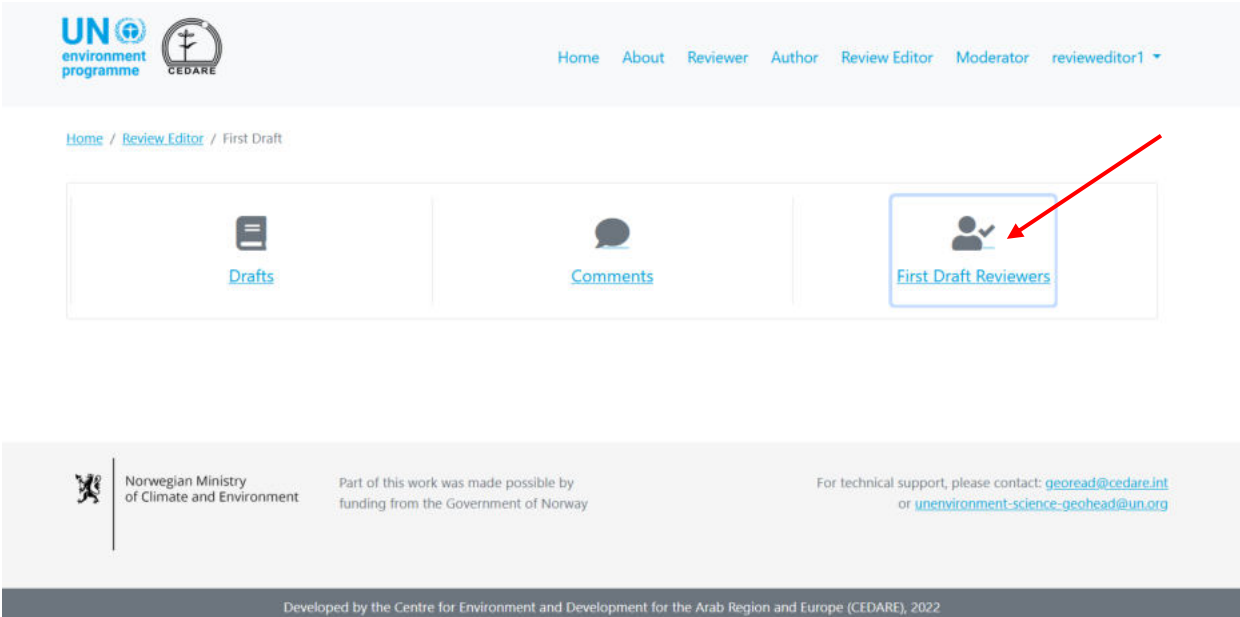 UN
environment
programme
CEDARE
Home About Reviewer Author Review Editor Moderator revieweditor1
Home / Review Editor / First Draft
Drafts
Comments
First Draft Reviewers
Norwegian Ministry
of Climate and Environment
Part of this work was made possible by
funding from the Government of Norway
For technical support, please contact: georead@cedare.int
or unenvironment-science-geohead@un.org
Developed by the Centre for Environment and Development for the Arab Region and Europe (CEDARE), 2022